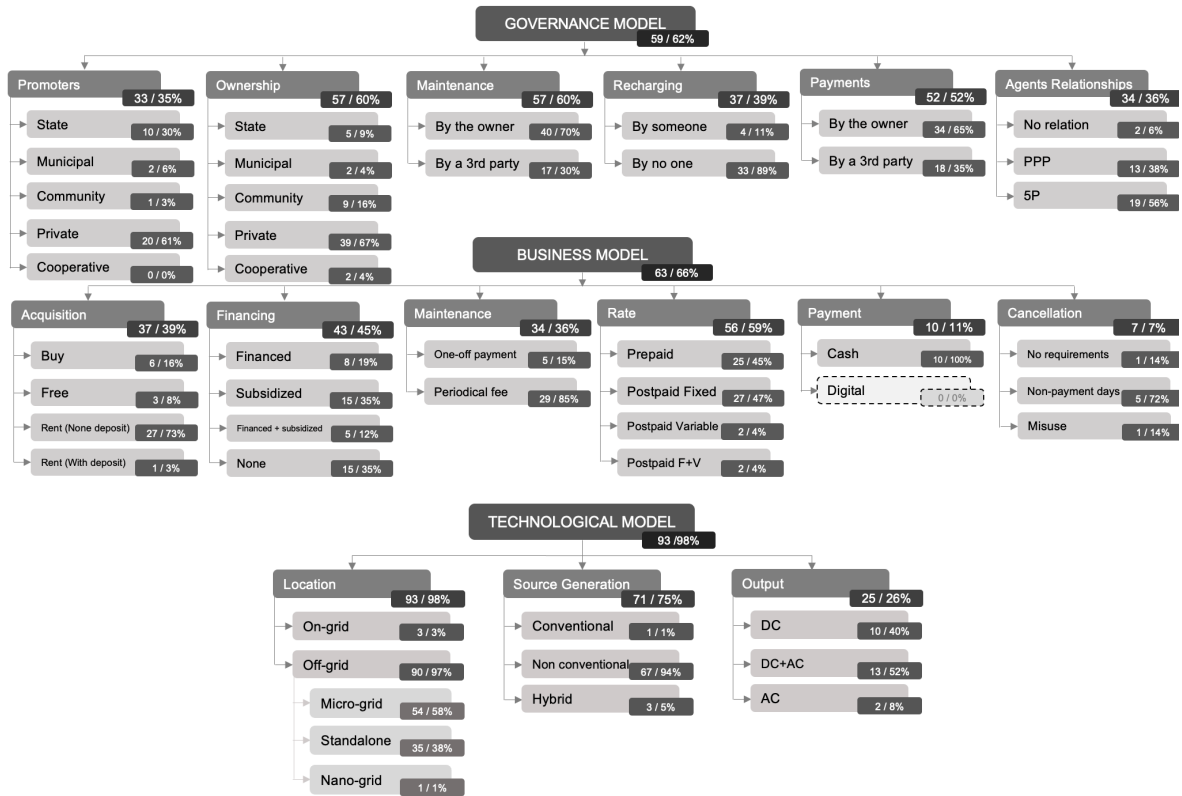 GOVERNANCE MODEL
59 / 62%
Promoters
33 / 35%
State
10 / 30%
Municipal
2 / 6%
Community
1 / 3%
Private
20 / 61%
Cooperative
0 / 0%
Ownership
57 / 60%
State
5 / 9%
Municipal
2 / 4%
Community
9 / 16%
Private
39 / 67%
Cooperative
2 / 4%
Maintenance
57 / 60%
By the owner
40 / 70%
By a 3rd party
17 / 30%
Recharging
37 / 39%
By someone
4 / 11%
By no one
33 / 89%
Payments
52 / 52%
By the owner
34 / 65%
By a 3rd party
18 / 35%
Agents Relationships
34 / 36%
No relation
2 / 6%
PPP
13 / 38%
5P
19 / 56%
BUSINESS MODEL
63 / 66%
Acquisition
37 / 39%
Buy
6 / 16%
Free
3 / 8%
Rent (None deposit)
27 / 73%
Rent (With deposit)
1 / 3%
Financing
43 / 45%
Financed
8 / 19%
Subsidized
15 / 35%
Financed + subsidized
5 / 12%
None
15 / 35%
Maintenance
34 / 36%
One-off payment
5 / 15%
Periodical fee
29 / 85%
Rate
56 / 59%
Prepaid
25 / 45%
Postpaid Fixed
27 / 47%
Postpaid Variable
2 / 4%
Postpaid F+V
2 / 4%
Payment
10 / 11%
Cash
10 / 100%
Digital
0 / 0%
Cancellation
7 / 7%
No requirements
1 / 14%
Non-payment days
5 / 72%
Misuse
1 / 14%
TECHNOLOGICAL MODEL
93 /98%
Location
93 / 98%
On-grid
3 / 3%
Off-grid
90 / 97%
Micro-grid
54 / 58%
Standalone
35 / 38%
Nano-grid
1 / 1%
Source Generation
71 / 75%
Conventional
1 / 1%
Non conventional
67 / 94%
Hybrid
3 / 5%
Output
25 / 26%
DC
10 / 40%
DC+AC
13 / 52%
AC
2 / 8%